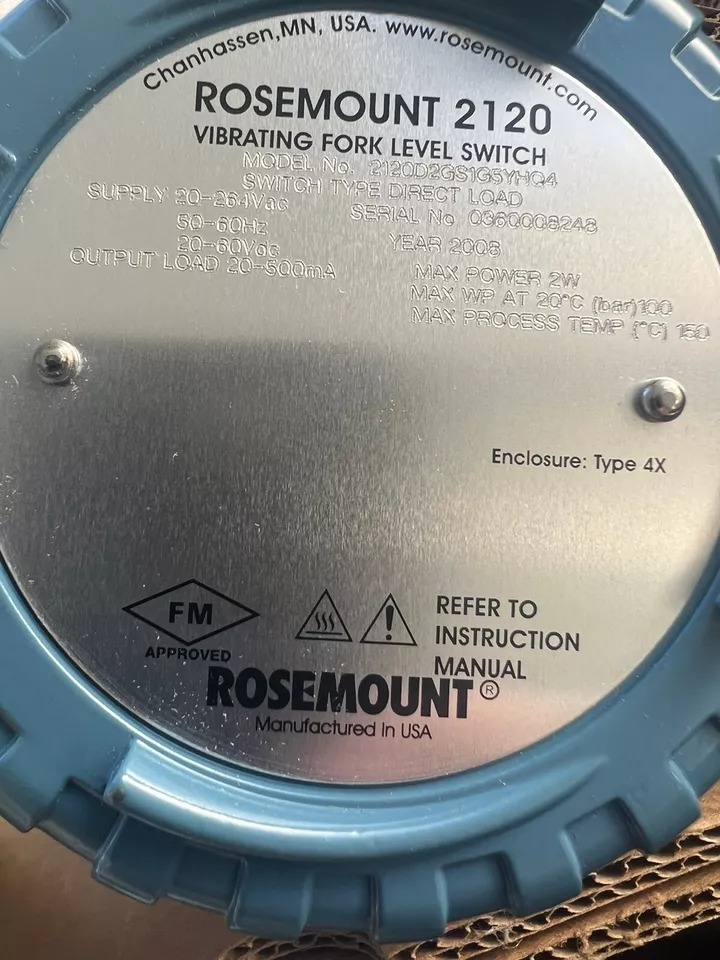 Chanhassen, MN, USA. www.rosemount.com
ROSEMOUNT 2120
VIBRATING FORK LEVEL SWITCH
MODEL No. 2120D2GS1G5YHQ4
SWITCH TYPE DIRECT LOAD
SUPPLY 20-264Vac
SERIAL No 0360008248
50-60Hz
YEAR 2008
20-60Vdc
OUTPUT LOAD 20-500mA
MAX POWER 2W
MAX WP AT 20°C (bar)100
MAX PROCESS TEMP (°C) 150
Enclosure: Type 4X
FM
APPROVED
REFER TO
INSTRUCTION
MANUAL
ROSEMOUNT®
Manufactured in USA